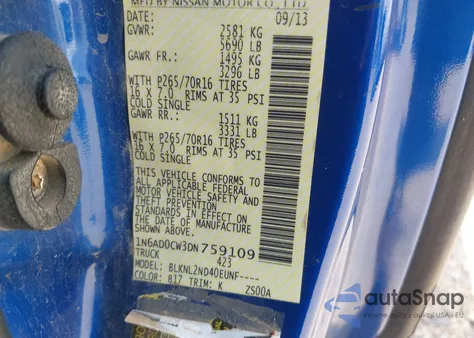 MFD BY NISSAN MOTOR CO., LTD
DATE: 09/13
GVWR: 2581 KG
5690 LB
GAWR FR: 1495 KG
3296 LB
WITH P265/70R16 TIRES
16 X 7.0 RIMS AT 35 PSI
COLD SINGLE
GAWR RR: 1511 KG
3331 LB
WITH P265/70R16 TIRES
16 X 7.0 RIMS AT 35 PSI
COLD SINGLE
THIS VEHICLE CONFORMS TO
ALL APPLICABLE FEDERAL
MOTOR VEHICLE SAFETY
STANDARDS IN EFFECT ON
THE DATE OF MANUFACTURE
SHOWN ABOVE.
1N6AD0CW3DN759109
TRUCK 423
BLKNL2ND40EUNF----
COLOR: B17 TRIM: K ZS00A
autoSnap